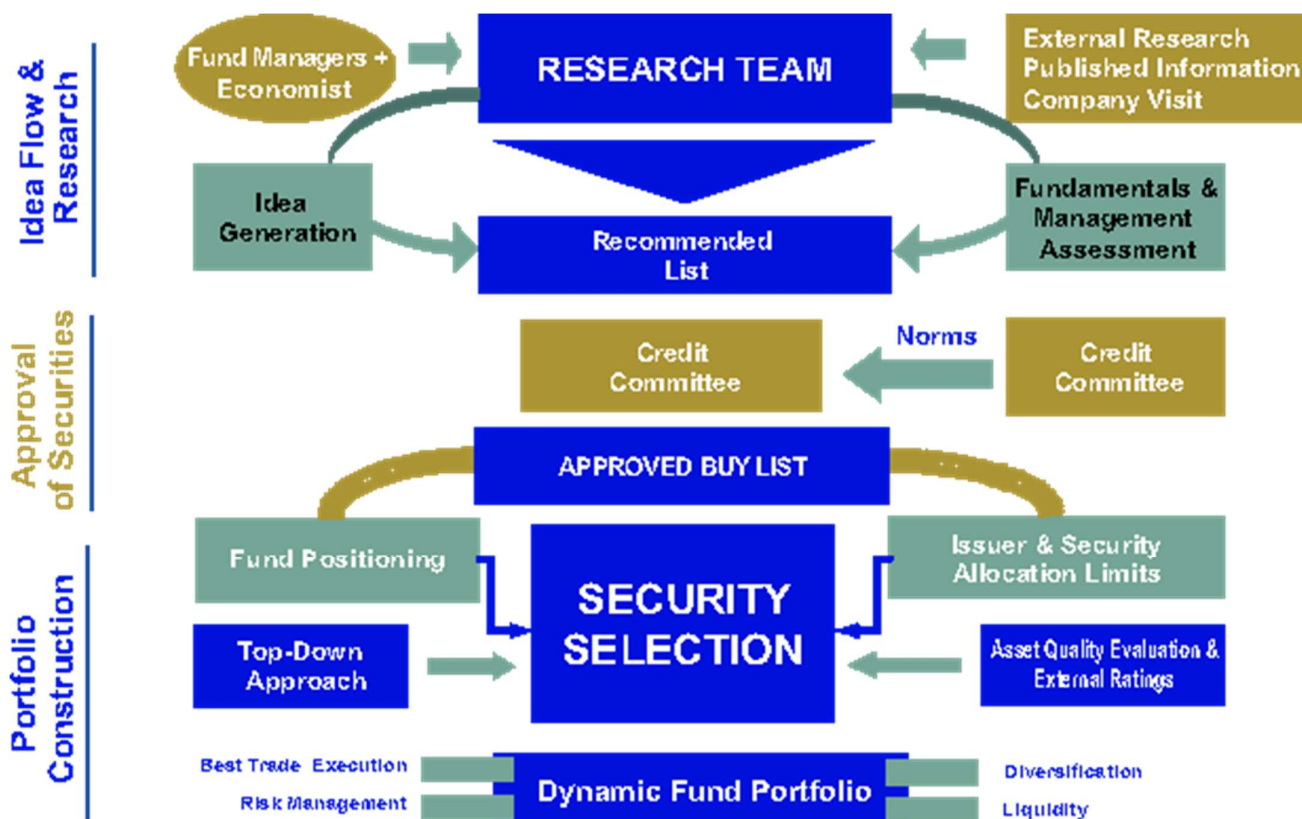 Idea Flow &
Research
Fund Managers +
Economist
RESEARCH TEAM
External Research
Published Information
Company Visit
Idea
Generation
Recommended
List
Fundamentals &
Management
Assessment
Approval
of Securities
Credit
Committee
Norms
Credit
Committee
APPROVED BUY LIST
Portfolio
Construction
Fund Positioning
SECURITY
SELECTION
Issuer & Security
Allocation Limits
Top-Down
Approach
Asset Quality Evaluation &
External Ratings
Best Trade Execution
Risk Management
Dynamic Fund Portfolio
Diversification
Liquidity